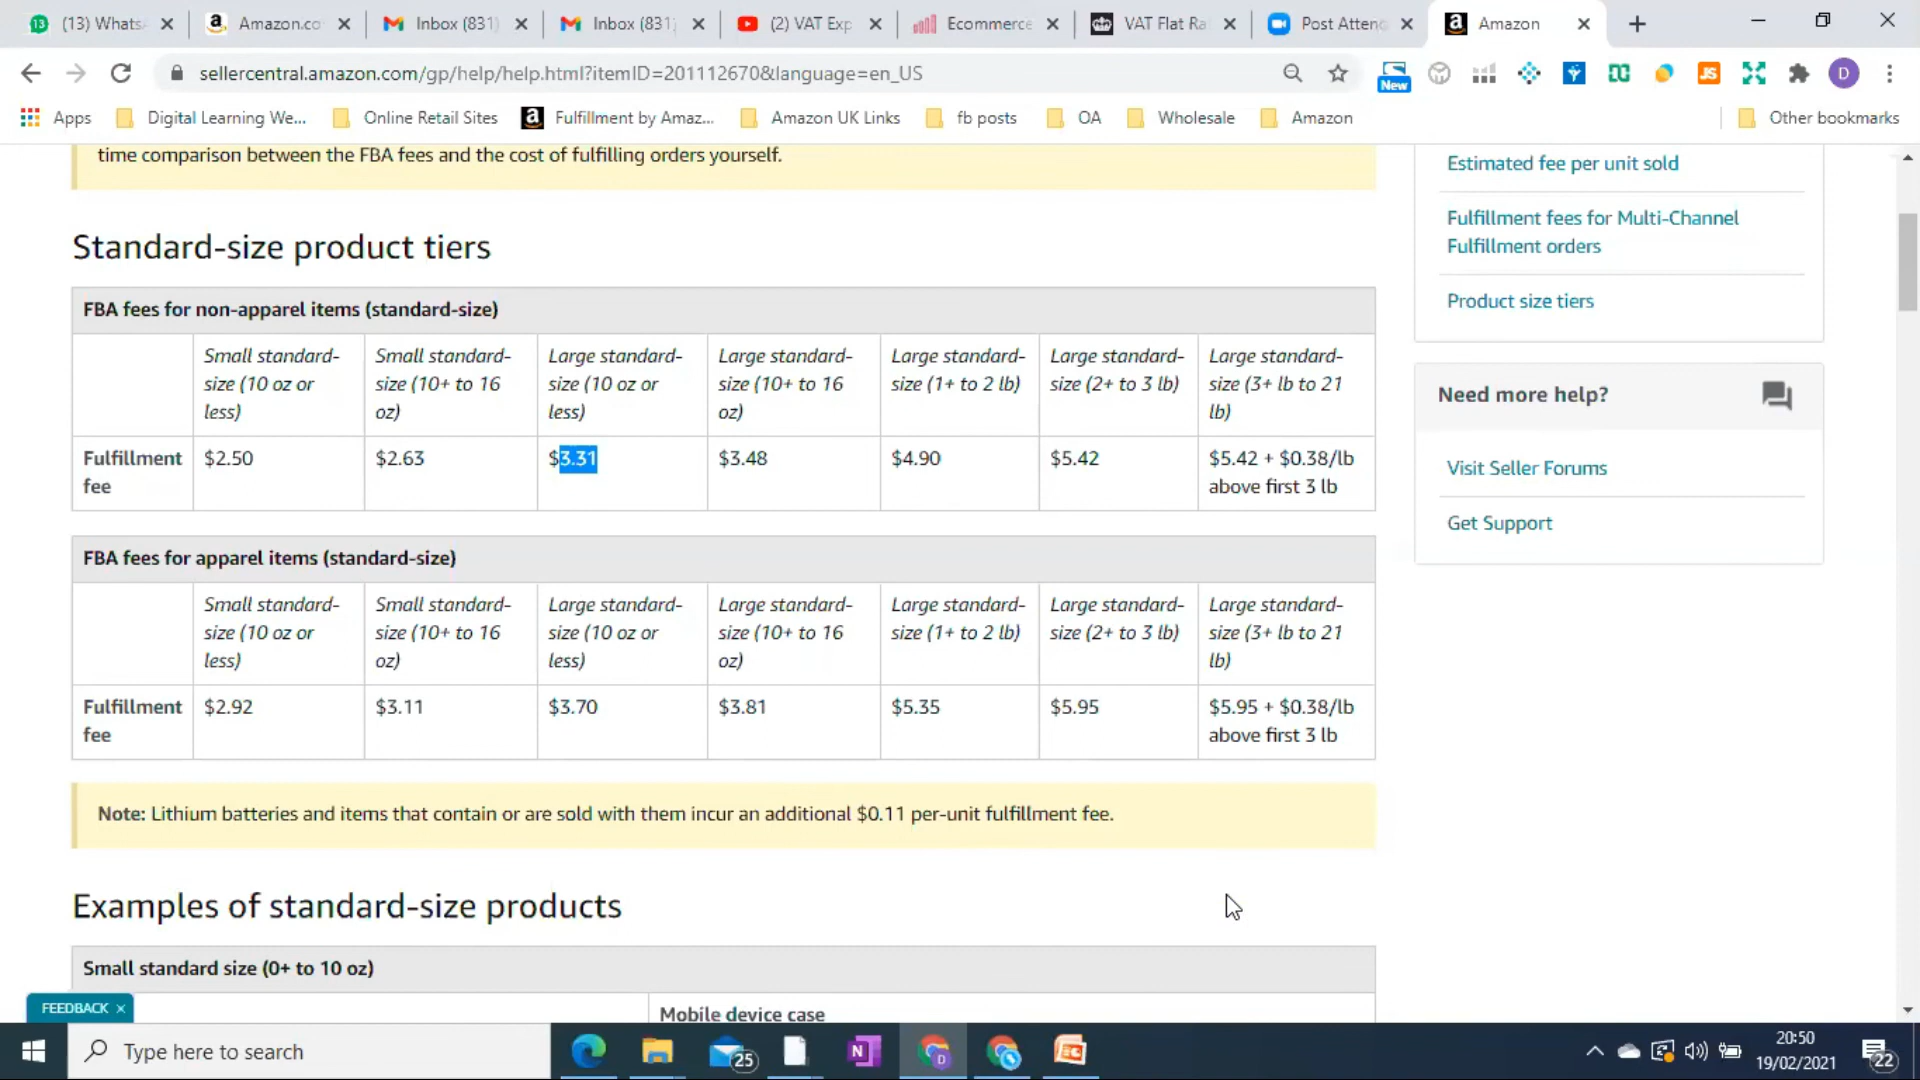 (13) Whats
Amazon.co
Inbox (831)
Inbox (831)
(2) VAT Exp
Ecommerce
VAT Flat Ra
Post Attend
Amazon
sellercentral.amazon.com/gp/help/help.html?itemID=201112670&language=en_US
New
JS
D
Apps
Digital Learning We...
Online Retail Sites
Fulfillment by Amaz...
Amazon UK Links
fb posts
OA
Wholesale
Amazon
Other bookmarks
time comparison between the FBA fees and the cost of fulfilling orders yourself.
Standard-size product tiers
FBA fees for non-apparel items (standard-size)
Small standard-
size (10 oz or
less)
Small standard-
size (10+ to 16
oz)
Large standard-
size (10 oz or
less)
Large standard-
size (10+ to 16
oz)
Large standard-
size (1+ to 2 lb)
Large standard-
size (2+ to 3 lb)
Large standard-
size (3+ lb to 21
lb)
Fulfillment
fee
$2.50
$2.63
$3.31
$3.48
$4.90
$5.42
$5.42 + $0.38/lb
above first 3 lb
FBA fees for apparel items (standard-size)
Small standard-
size (10 oz or
less)
Small standard-
size (10+ to 16
oz)
Large standard-
size (10 oz or
less)
Large standard-
size (10+ to 16
oz)
Large standard-
size (1+ to 2 lb)
Large standard-
size (2+ to 3 lb)
Large standard-
size (3+ lb to 21
lb)
Fulfillment
fee
$2.92
$3.11
$3.70
$3.81
$5.35
$5.95
$5.95 + $0.38/lb
above first 3 lb
Note: Lithium batteries and items that contain or are sold with them incur an additional $0.11 per-unit fulfillment fee.
Examples of standard-size products
Small standard size (0+ to 10 oz)
Mobile device case
Estimated fee per unit sold
Fulfillment fees for Multi-Channel
Fulfillment orders
Product size tiers
Need more help?
Visit Seller Forums
Get Support
FEEDBACK ×
Type here to search
25
20:50
19/02/2021
22